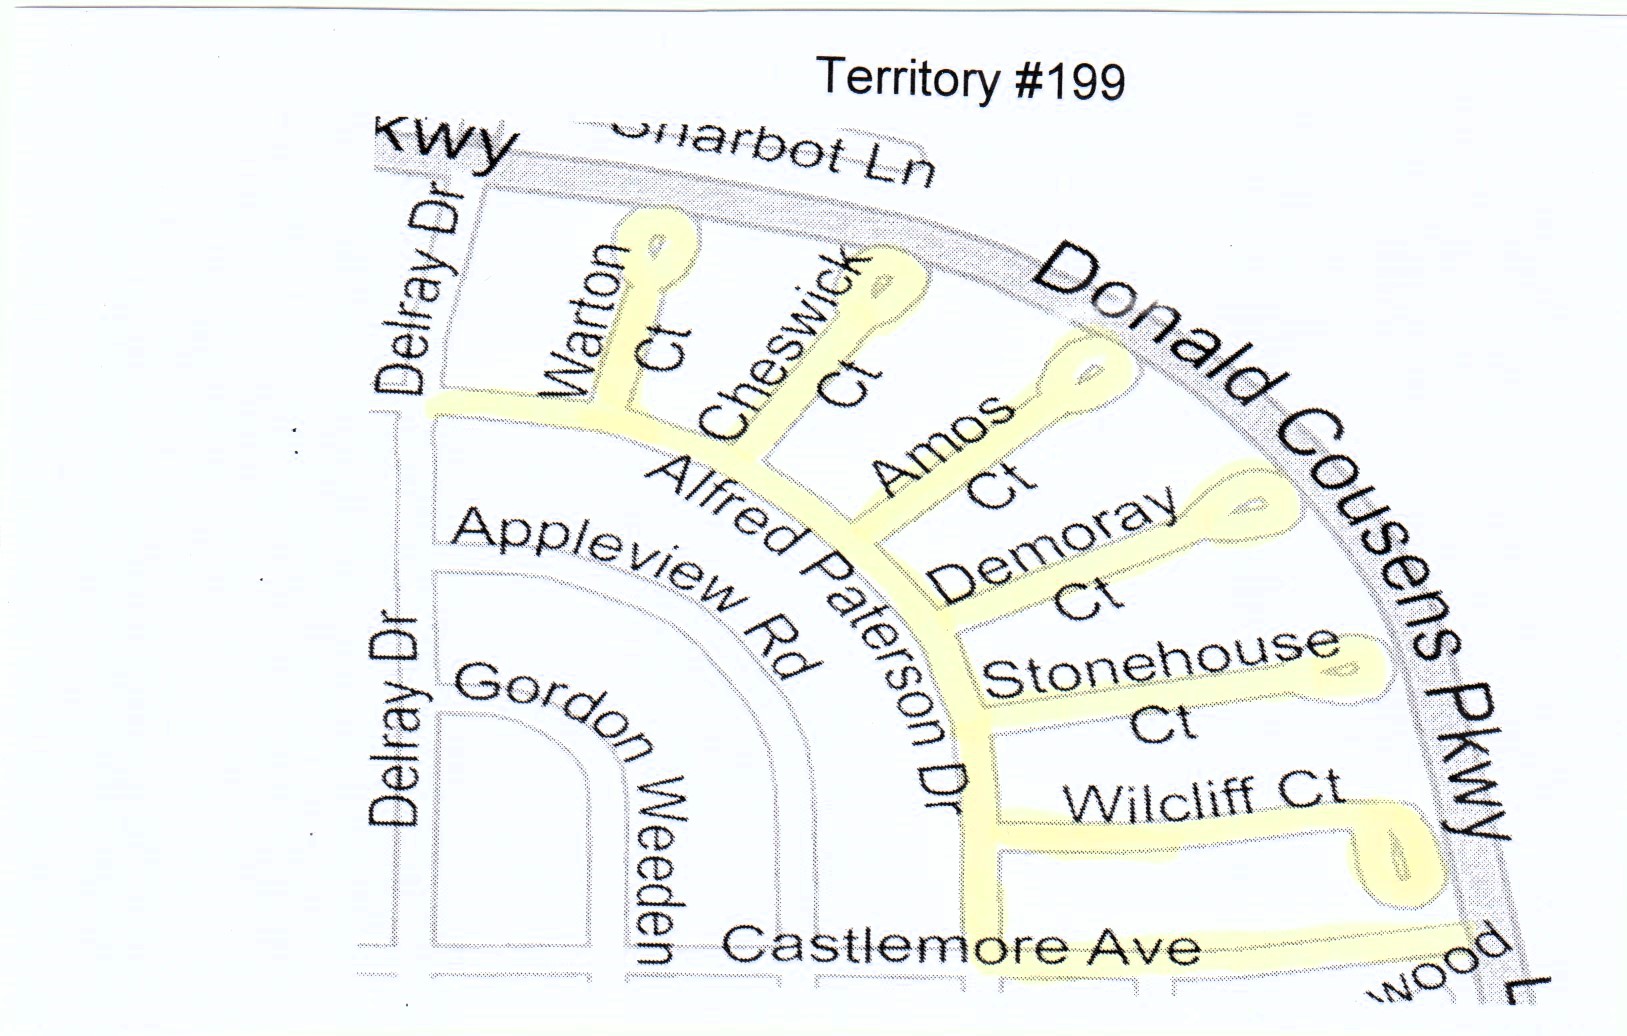 Territory #199
kwy
Sharbot Ln
Delray Dr
Warton
Ct
Cheswick
Ct
Donald Cousens Pkwy
Amos
Ct
Alfred Paterson Dr
Appleview Rd
Demoray
Ct
Delray Dr
Stonehouse
Ct
Gordon Weeden
Wilcliff Ct
Castlemore Ave
wood L